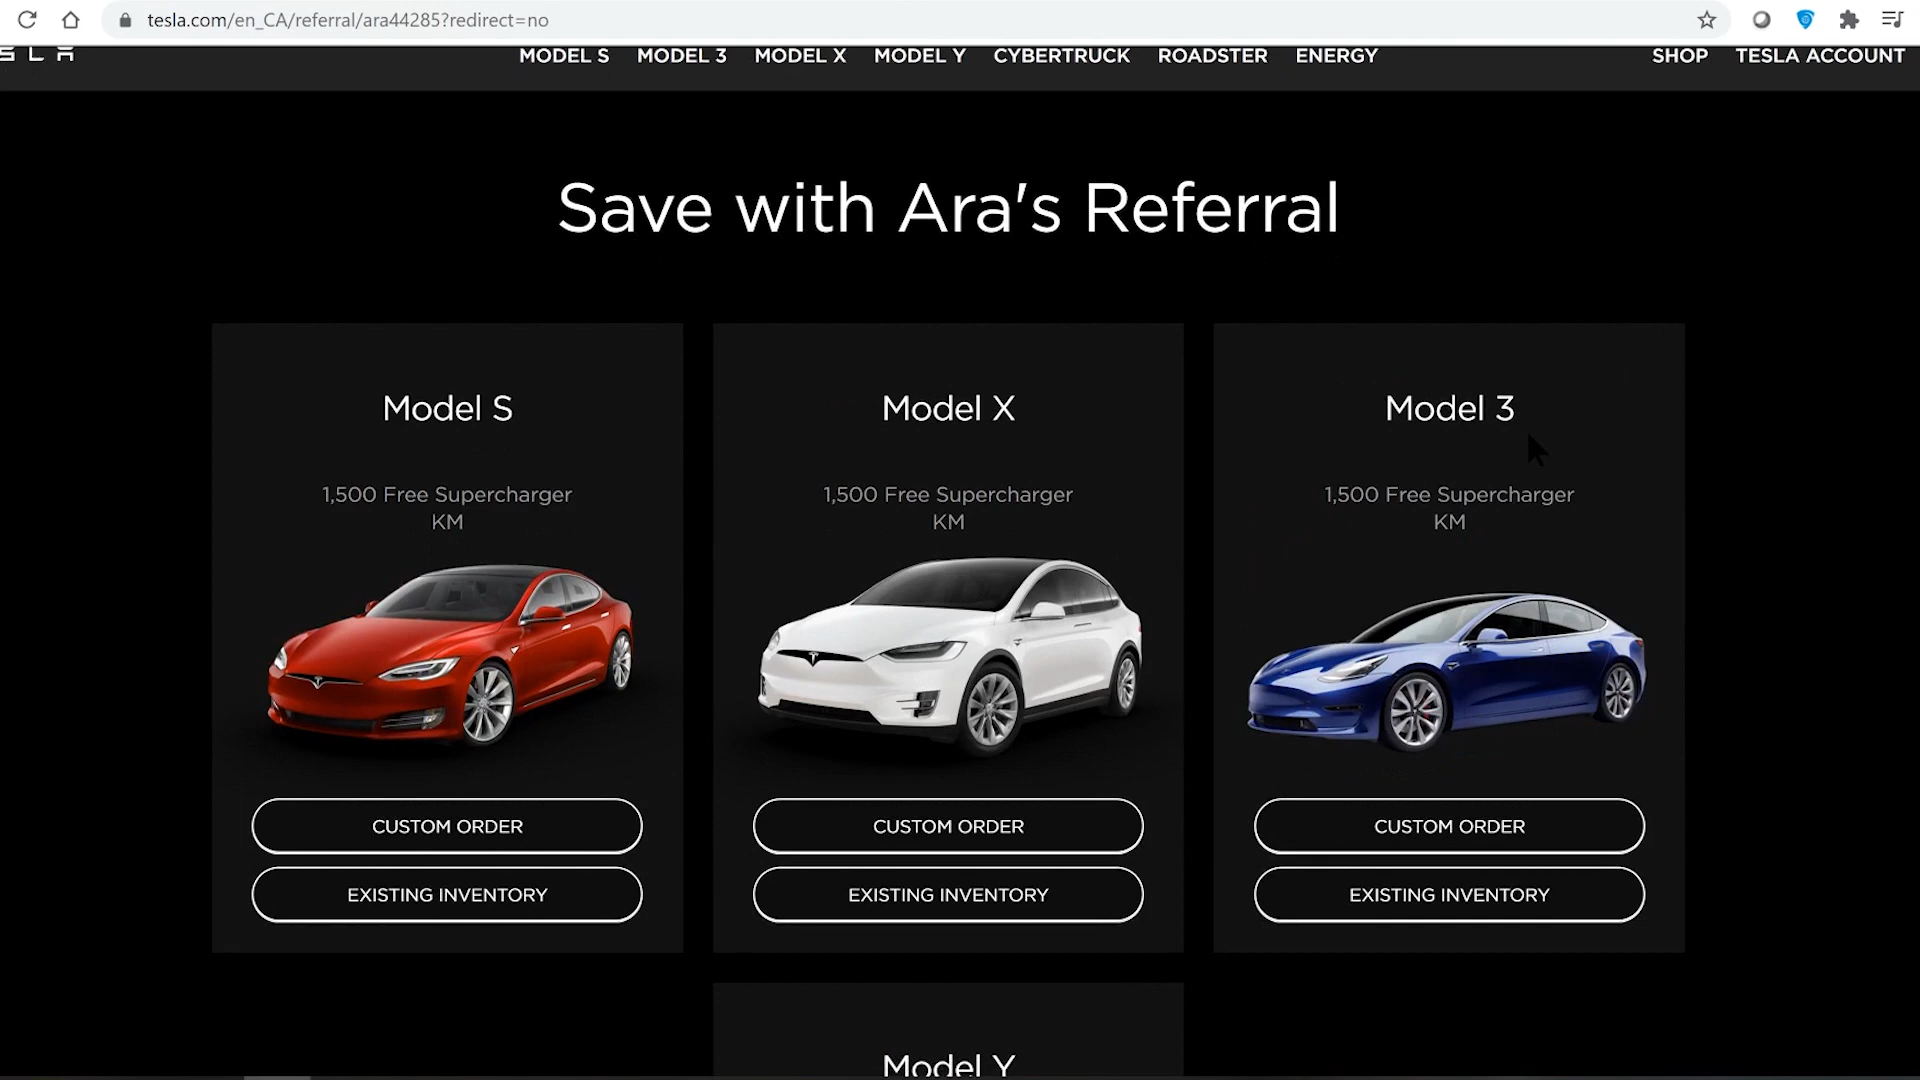 tesla.com/en_CA/referral/ara44285?redirect=no
SLA MODEL S MODEL 3 MODEL X MODEL Y CYBERTRUCK ROADSTER ENERGY SHOP TESLA ACCOUNT
Save with Ara's Referral
Model S
1,500 Free Supercharger
KM
CUSTOM ORDER
EXISTING INVENTORY
Model X
1,500 Free Supercharger
KM
CUSTOM ORDER
EXISTING INVENTORY
Model 3
1,500 Free Supercharger
KM
CUSTOM ORDER
EXISTING INVENTORY
Model Y